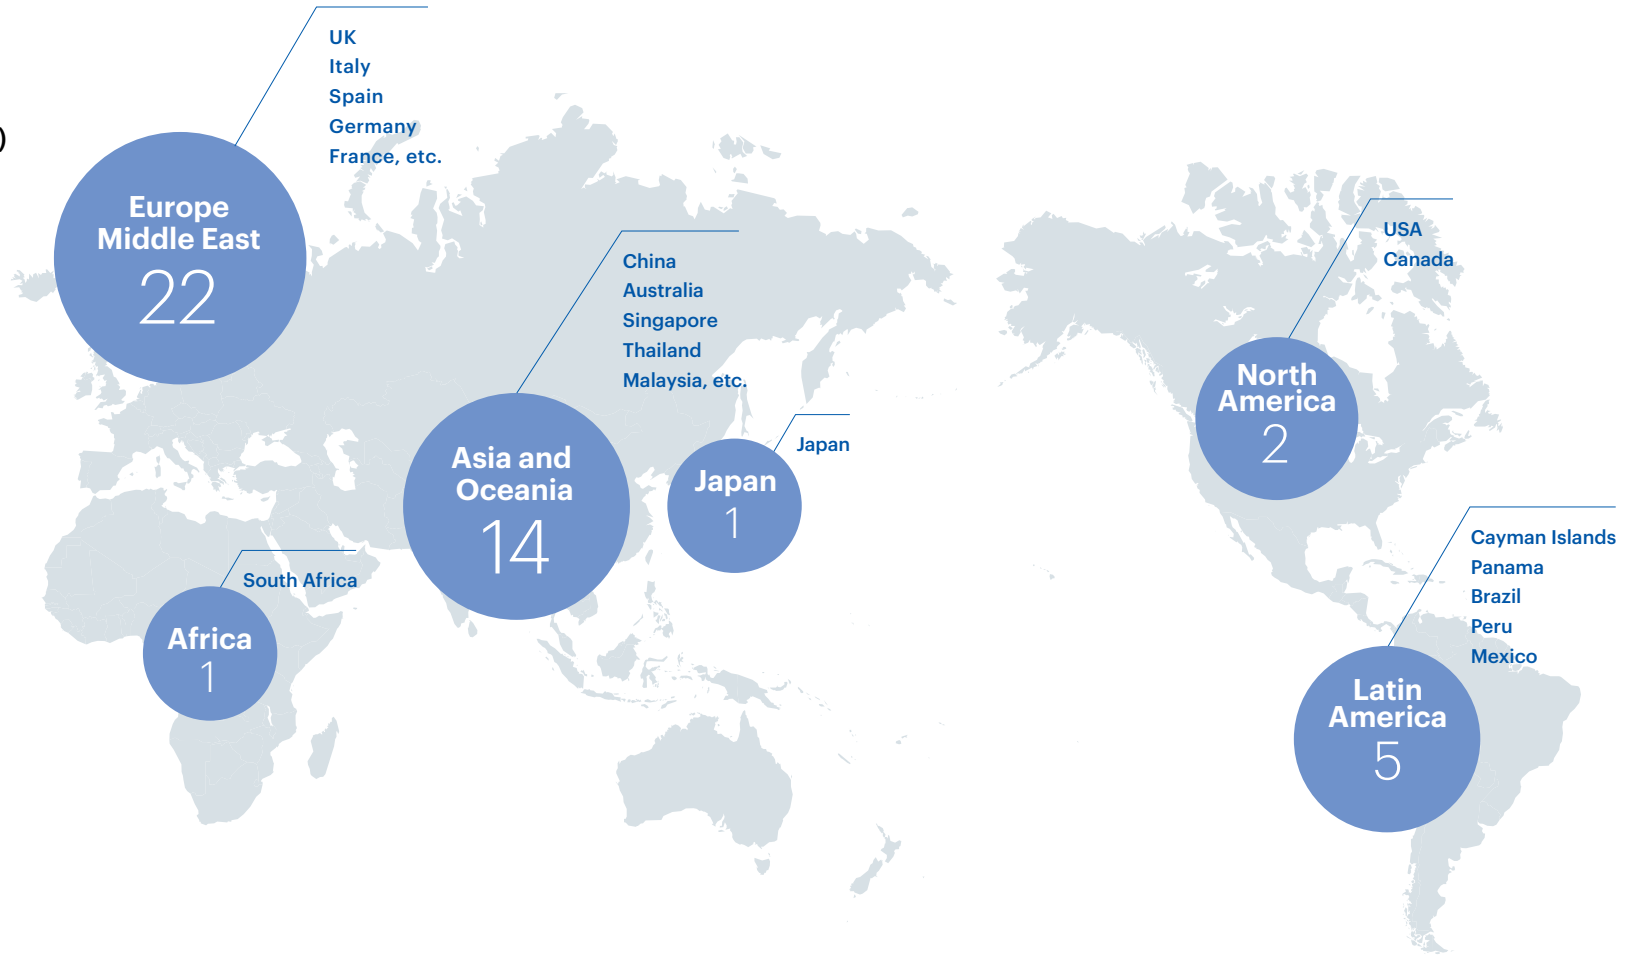 )
UK
Italy
Spain
Germany
France, etc.
Europe
Middle East
22
China
Australia
Singapore
Thailand
Malaysia, etc.
Asia and
Oceania
14
Japan
Japan
1
South Africa
Africa
1
USA
Canada
North
America
2
Cayman Islands
Panama
Brazil
Peru
Mexico
Latin
America
5